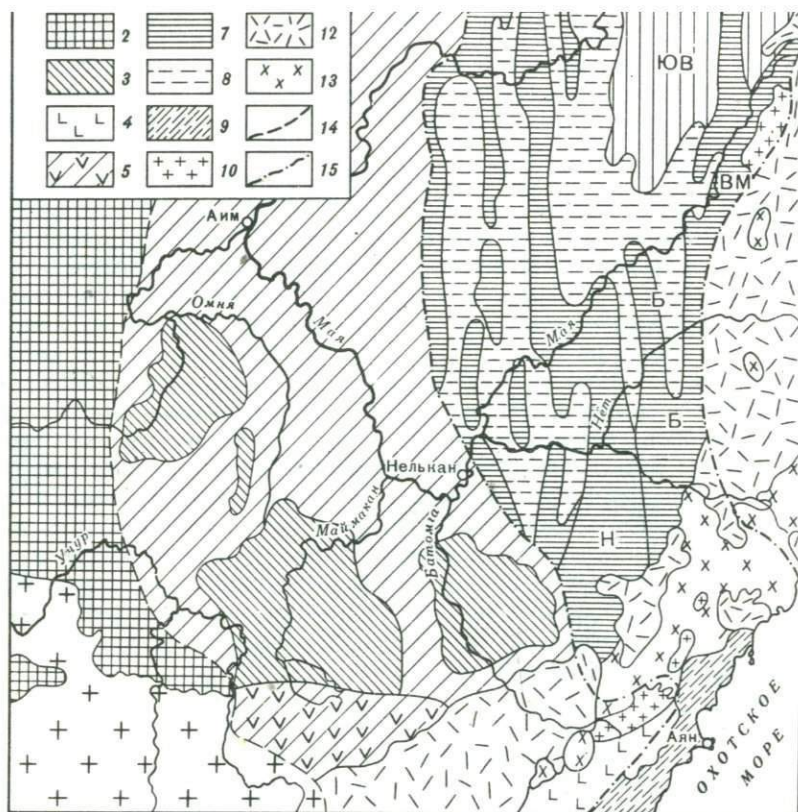 2 7 12
3 8 13
4 9 14
5 10 15
ЮВ
ВМ
Аим
Омня
Мая
Мая
Б
Нет
Б
Нелькан
Маймакан
Батомга
Учур
Н
Аян
ОХОТСКОЕ
МОРЕ